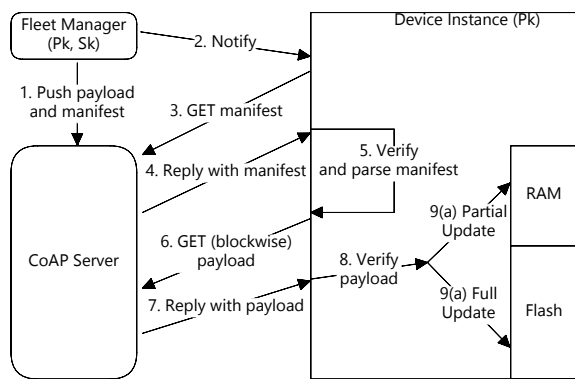 Fleet Manager
(Pk, Sk)
Device Instance (Pk)
2. Notify
1. Push payload
and manifest
3. GET manifest
4. Reply with manifest
5. Verify
and parse manifest
6. GET (blockwise)
payload
CoAP Server
7. Reply with payload
8. Verify
payload
9(a) Partial
Update
RAM
9(a) Full
Update
Flash